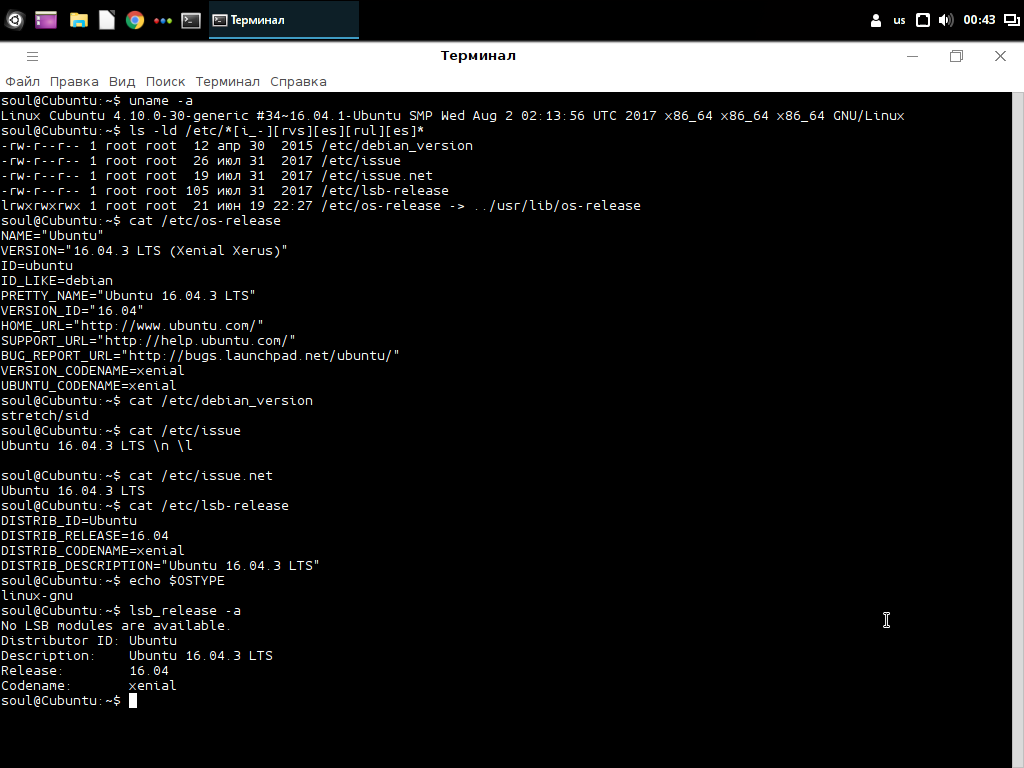 Терминал
us
00:43
Терминал
Файл Правка Вид Поиск Терминал Справка
soul@Cubuntu:~$ uname -a
Linux Cubuntu 4.10.0-30-generic #34~16.04.1-Ubuntu SMP Wed Aug 2 02:13:56 UTC 2017 x86_64 x86_64 x86_64 GNU/Linux
soul@Cubuntu:~$ ls -ld /etc/*[i_-][rvs][es][rul][es]*
-rw-r--r-- 1 root root  12 апр 30  2015 /etc/debian_version
-rw-r--r-- 1 root root  26 июл 31  2017 /etc/issue
-rw-r--r-- 1 root root  19 июл 31  2017 /etc/issue.net
-rw-r--r-- 1 root root 105 июл 31  2017 /etc/lsb-release
lrwxrwxrwx 1 root root  21 июн 19 22:27 /etc/os-release -> ../usr/lib/os-release
soul@Cubuntu:~$ cat /etc/os-release
NAME="Ubuntu"
VERSION="16.04.3 LTS (Xenial Xerus)"
ID=ubuntu
ID_LIKE=debian
PRETTY_NAME="Ubuntu 16.04.3 LTS"
VERSION_ID="16.04"
HOME_URL="http://www.ubuntu.com/"
SUPPORT_URL="http://help.ubuntu.com/"
BUG_REPORT_URL="http://bugs.launchpad.net/ubuntu/"
VERSION_CODENAME=xenial
UBUNTU_CODENAME=xenial
soul@Cubuntu:~$ cat /etc/debian_version
stretch/sid
soul@Cubuntu:~$ cat /etc/issue
Ubuntu 16.04.3 LTS \n \l
soul@Cubuntu:~$ cat /etc/issue.net
Ubuntu 16.04.3 LTS
soul@Cubuntu:~$ cat /etc/lsb-release
DISTRIB_ID=Ubuntu
DISTRIB_RELEASE=16.04
DISTRIB_CODENAME=xenial
DISTRIB_DESCRIPTION="Ubuntu 16.04.3 LTS"
soul@Cubuntu:~$ echo $OSTYPE
linux-gnu
soul@Cubuntu:~$ lsb_release -a
No LSB modules are available.
Distributor ID: Ubuntu
Description:    Ubuntu 16.04.3 LTS
Release:        16.04
Codename:       xenial
soul@Cubuntu:~$